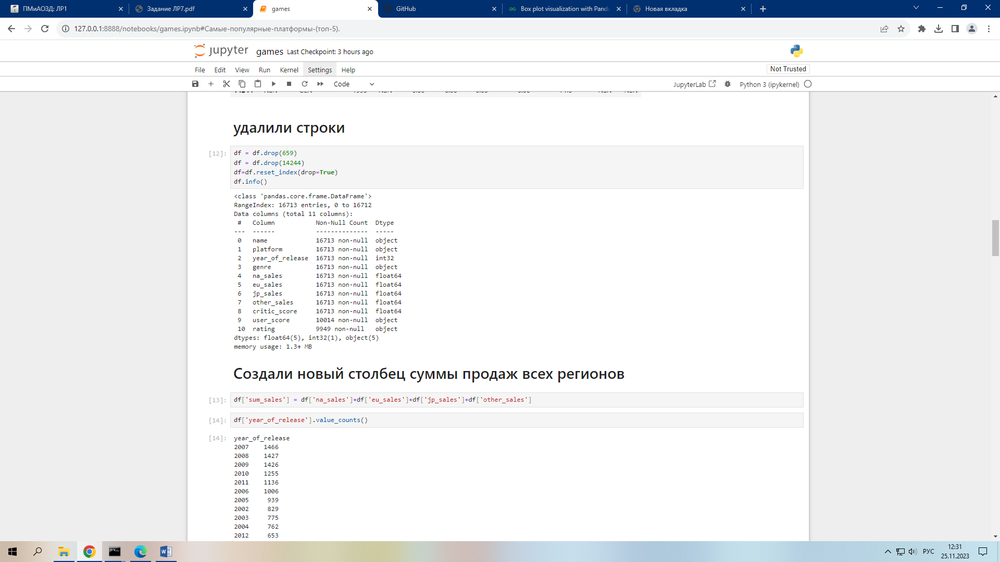 ПМиАОЗД: ЛР1
Задание ЛР7.pdf
games
GitHub
Box plot visualization with Panda
Новая вкладка
127.0.0.1:8888/notebooks/games.ipynb#Самые-популярные-платформы-(топ-5).
jupyter games Last Checkpoint: 3 hours ago
File Edit View Run Kernel Settings Help
Not Trusted
Code
JupyterLab
Python 3 (ipykernel)
удалили строки
[12]: df = df.drop(659)
df = df.drop(14244)
df=df.reset_index(drop=True)
df.info()
<class 'pandas.core.frame.DataFrame'>
RangeIndex: 16713 entries, 0 to 16712
Data columns (total 11 columns):
# Column Non-Null Count Dtype
--- ------ -------------- -----
0 name 16713 non-null object
1 platform 16713 non-null object
2 year_of_release 16713 non-null int32
3 genre 16713 non-null object
4 na_sales 16713 non-null float64
5 eu_sales 16713 non-null float64
6 jp_sales 16713 non-null float64
7 other_sales 16713 non-null float64
8 critic_score 16713 non-null float64
9 user_score 10014 non-null object
10 rating 9949 non-null object
dtypes: float64(5), int32(1), object(5)
memory usage: 1.3+ MB
Создали новый столбец суммы продаж всех регионов
[13]: df['sum_sales'] = df['na_sales']+df['eu_sales']+df['jp_sales']+df['other_sales']
[14]: df['year_of_release'].value_counts()
[14]: year_of_release
2007 1466
2008 1427
2009 1426
2010 1255
2011 1136
2006 1006
2005 939
2002 829
2003 775
2004 762
2012 653
РУС
12:31
25.11.2023